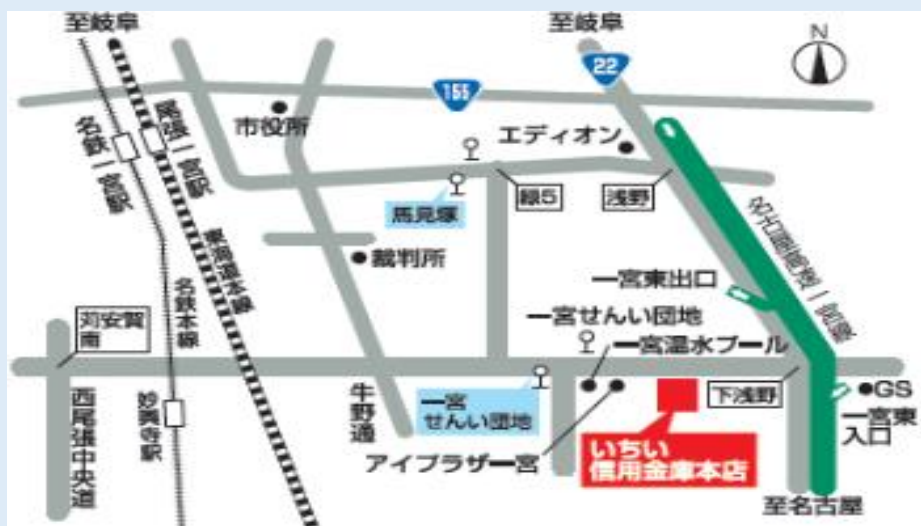 至岐阜
至岐阜
N
22
155
市役所
エディオン
名鉄一宮駅
尾張一宮駅
馬見塚
緑5
浅野
東海道本線
裁判所
名古屋高速一宮線
一宮東出口
名鉄本線
苅安賀
南
一宮せんい団地
一宮温水プール
西尾張中央道
妙興寺駅
牛野通
一宮
せんい団地
下浅野
GS
一宮東
入口
アイプラザ一宮
いちい
信用金庫本店
至名古屋